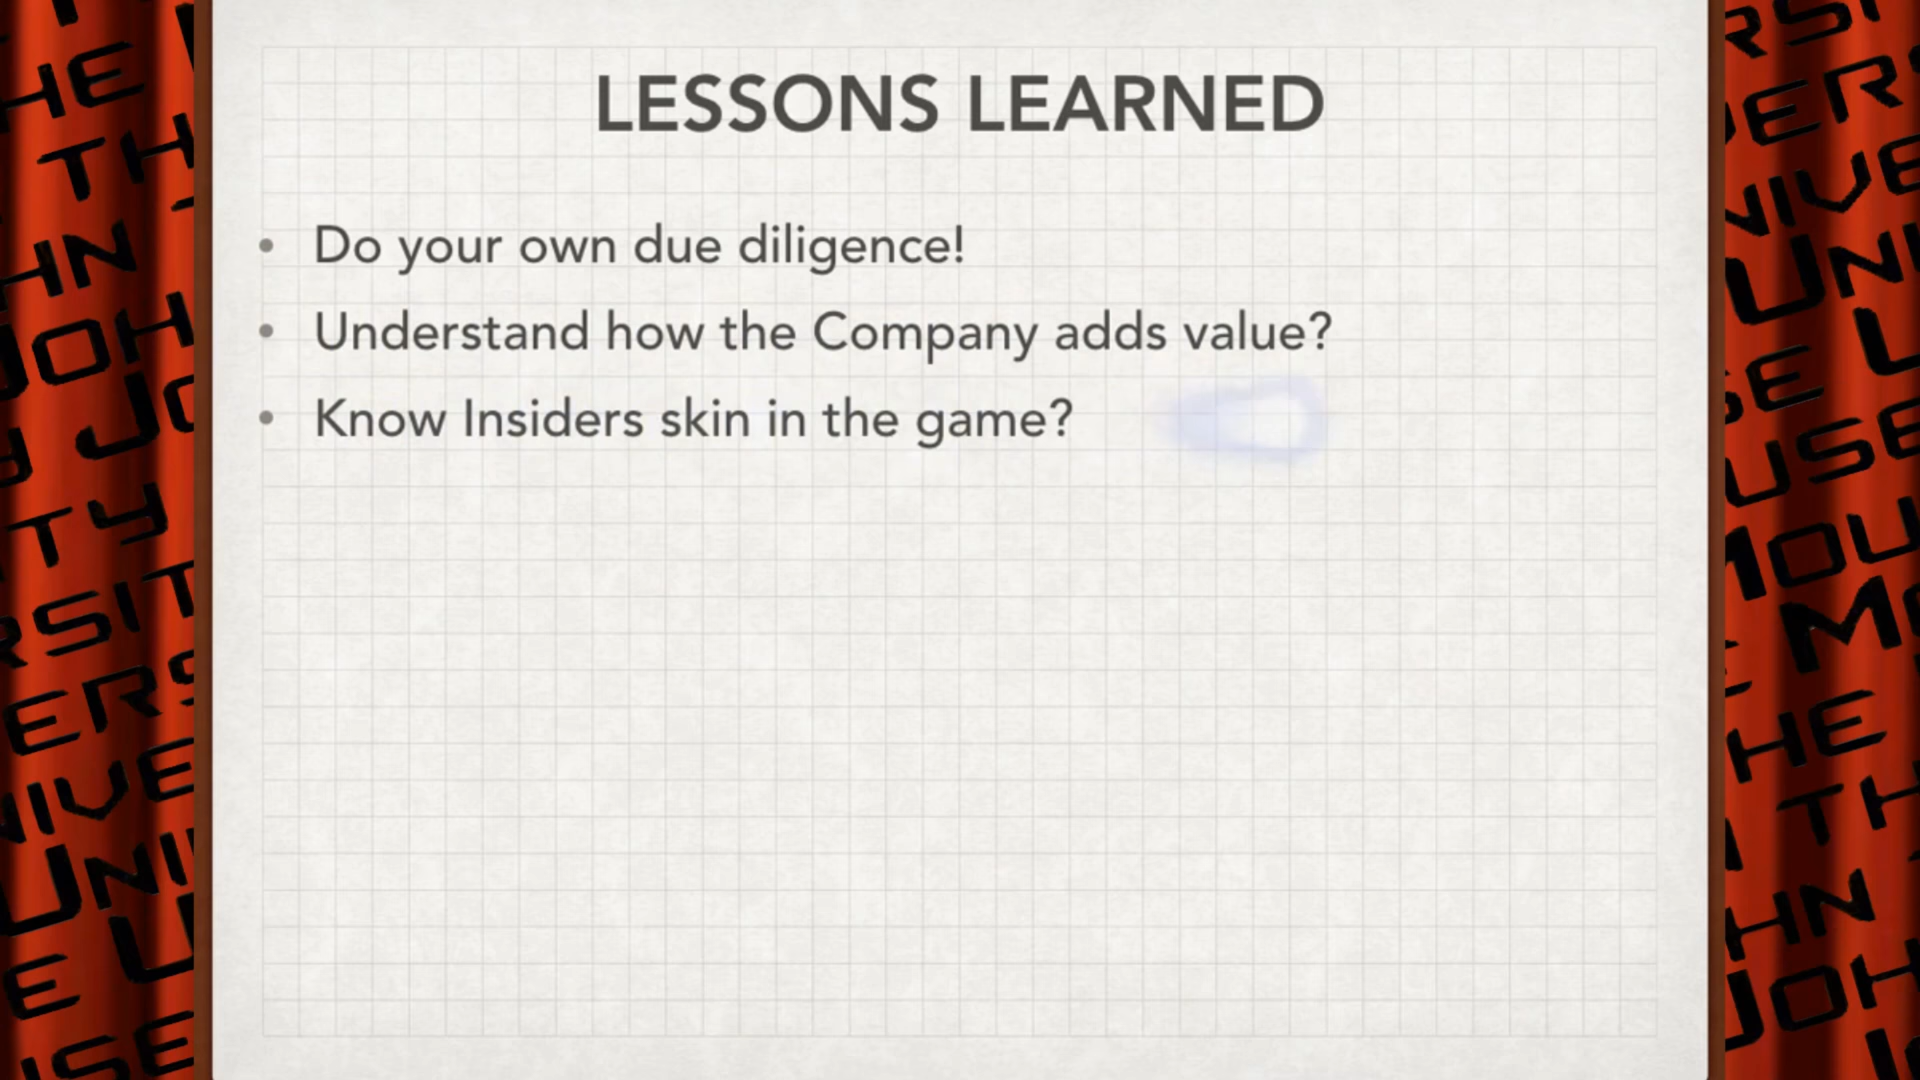 LESSONS LEARNED
• Do your own due diligence!
• Understand how the Company adds value?
• Know Insiders skin in the game?